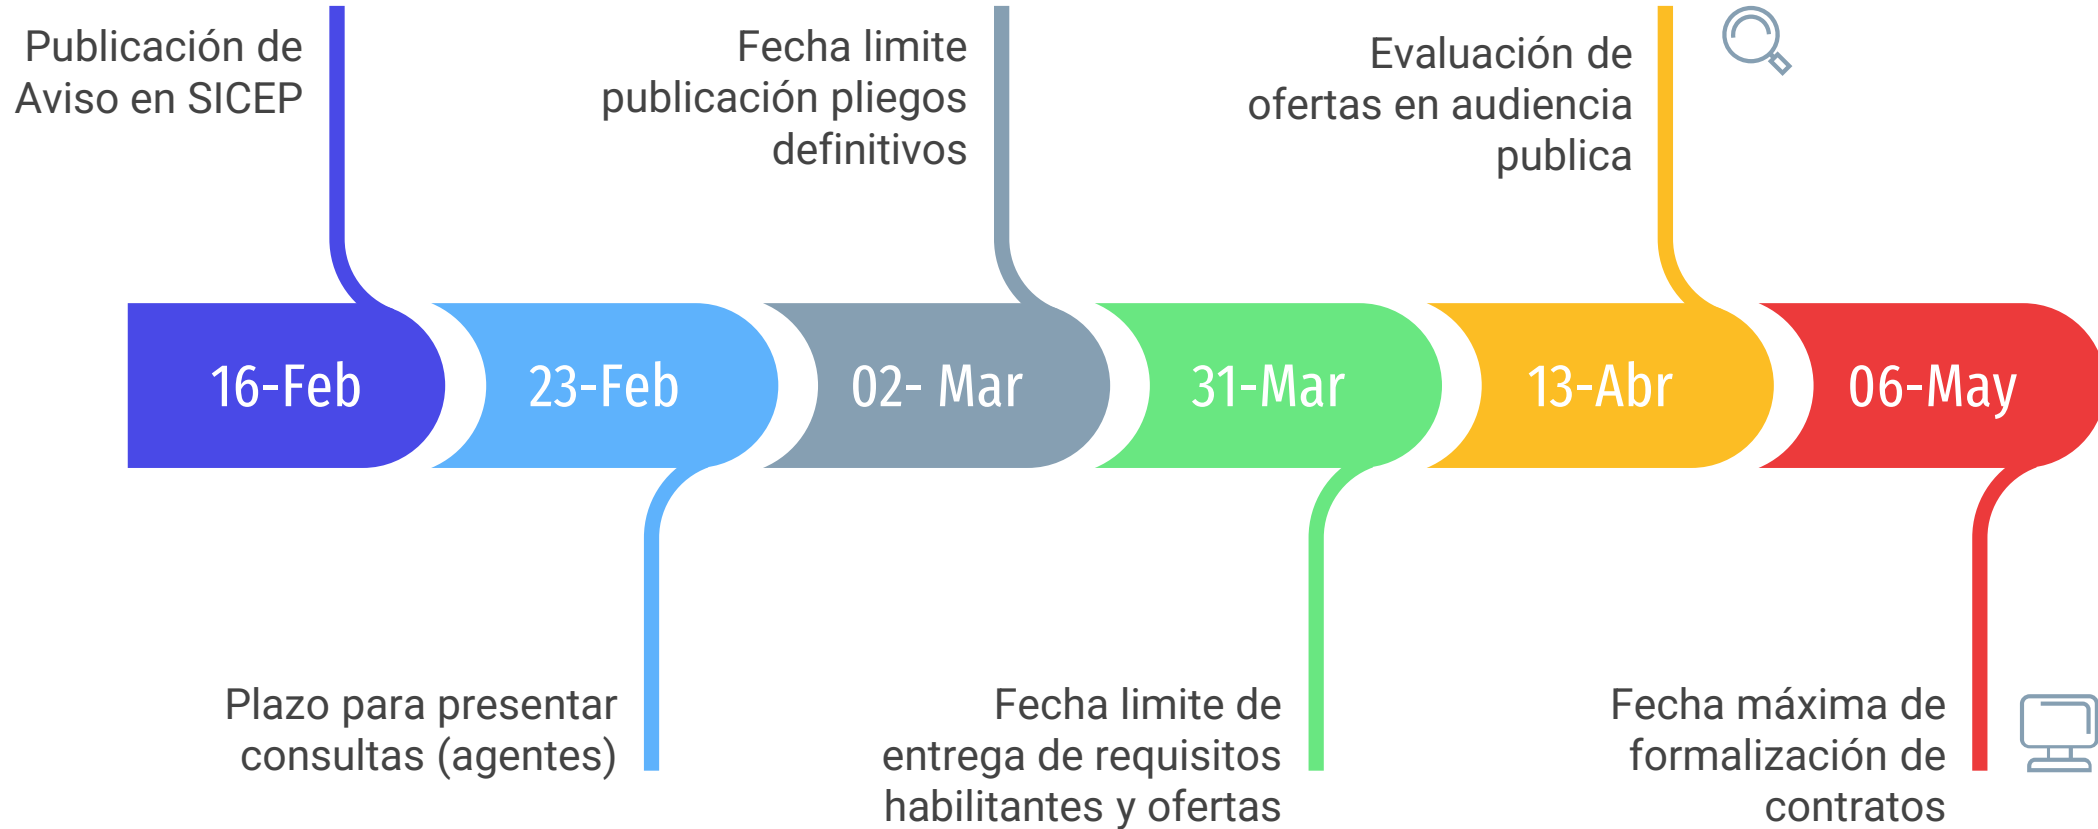 Publicación de
Aviso en SICEP
Fecha limite
publicación pliegos
definitivos
Evaluación de
ofertas en audiencia
publica
16-Feb
23-Feb
02- Mar
31-Mar
13-Abr
06-May
Plazo para presentar
consultas (agentes)
Fecha limite de
entrega de requisitos
habilitantes y ofertas
Fecha máxima de
formalización de
contratos